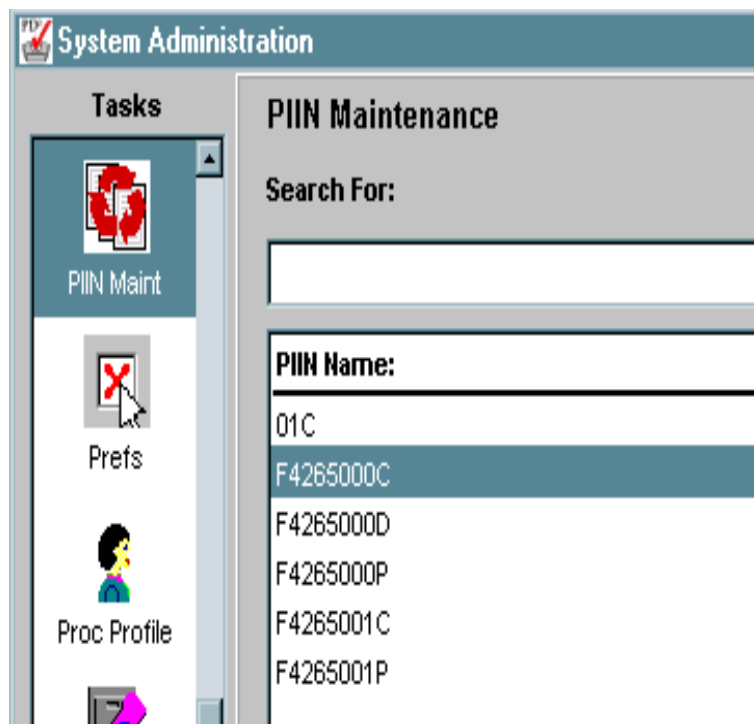 System Administration
Tasks
PIIN Maint
Prefs
Proc Profile
PIIN Maintenance
Search For:
PIIN Name:
01C
F4265000C
F4265000D
F4265000P
F4265001C
F4265001P